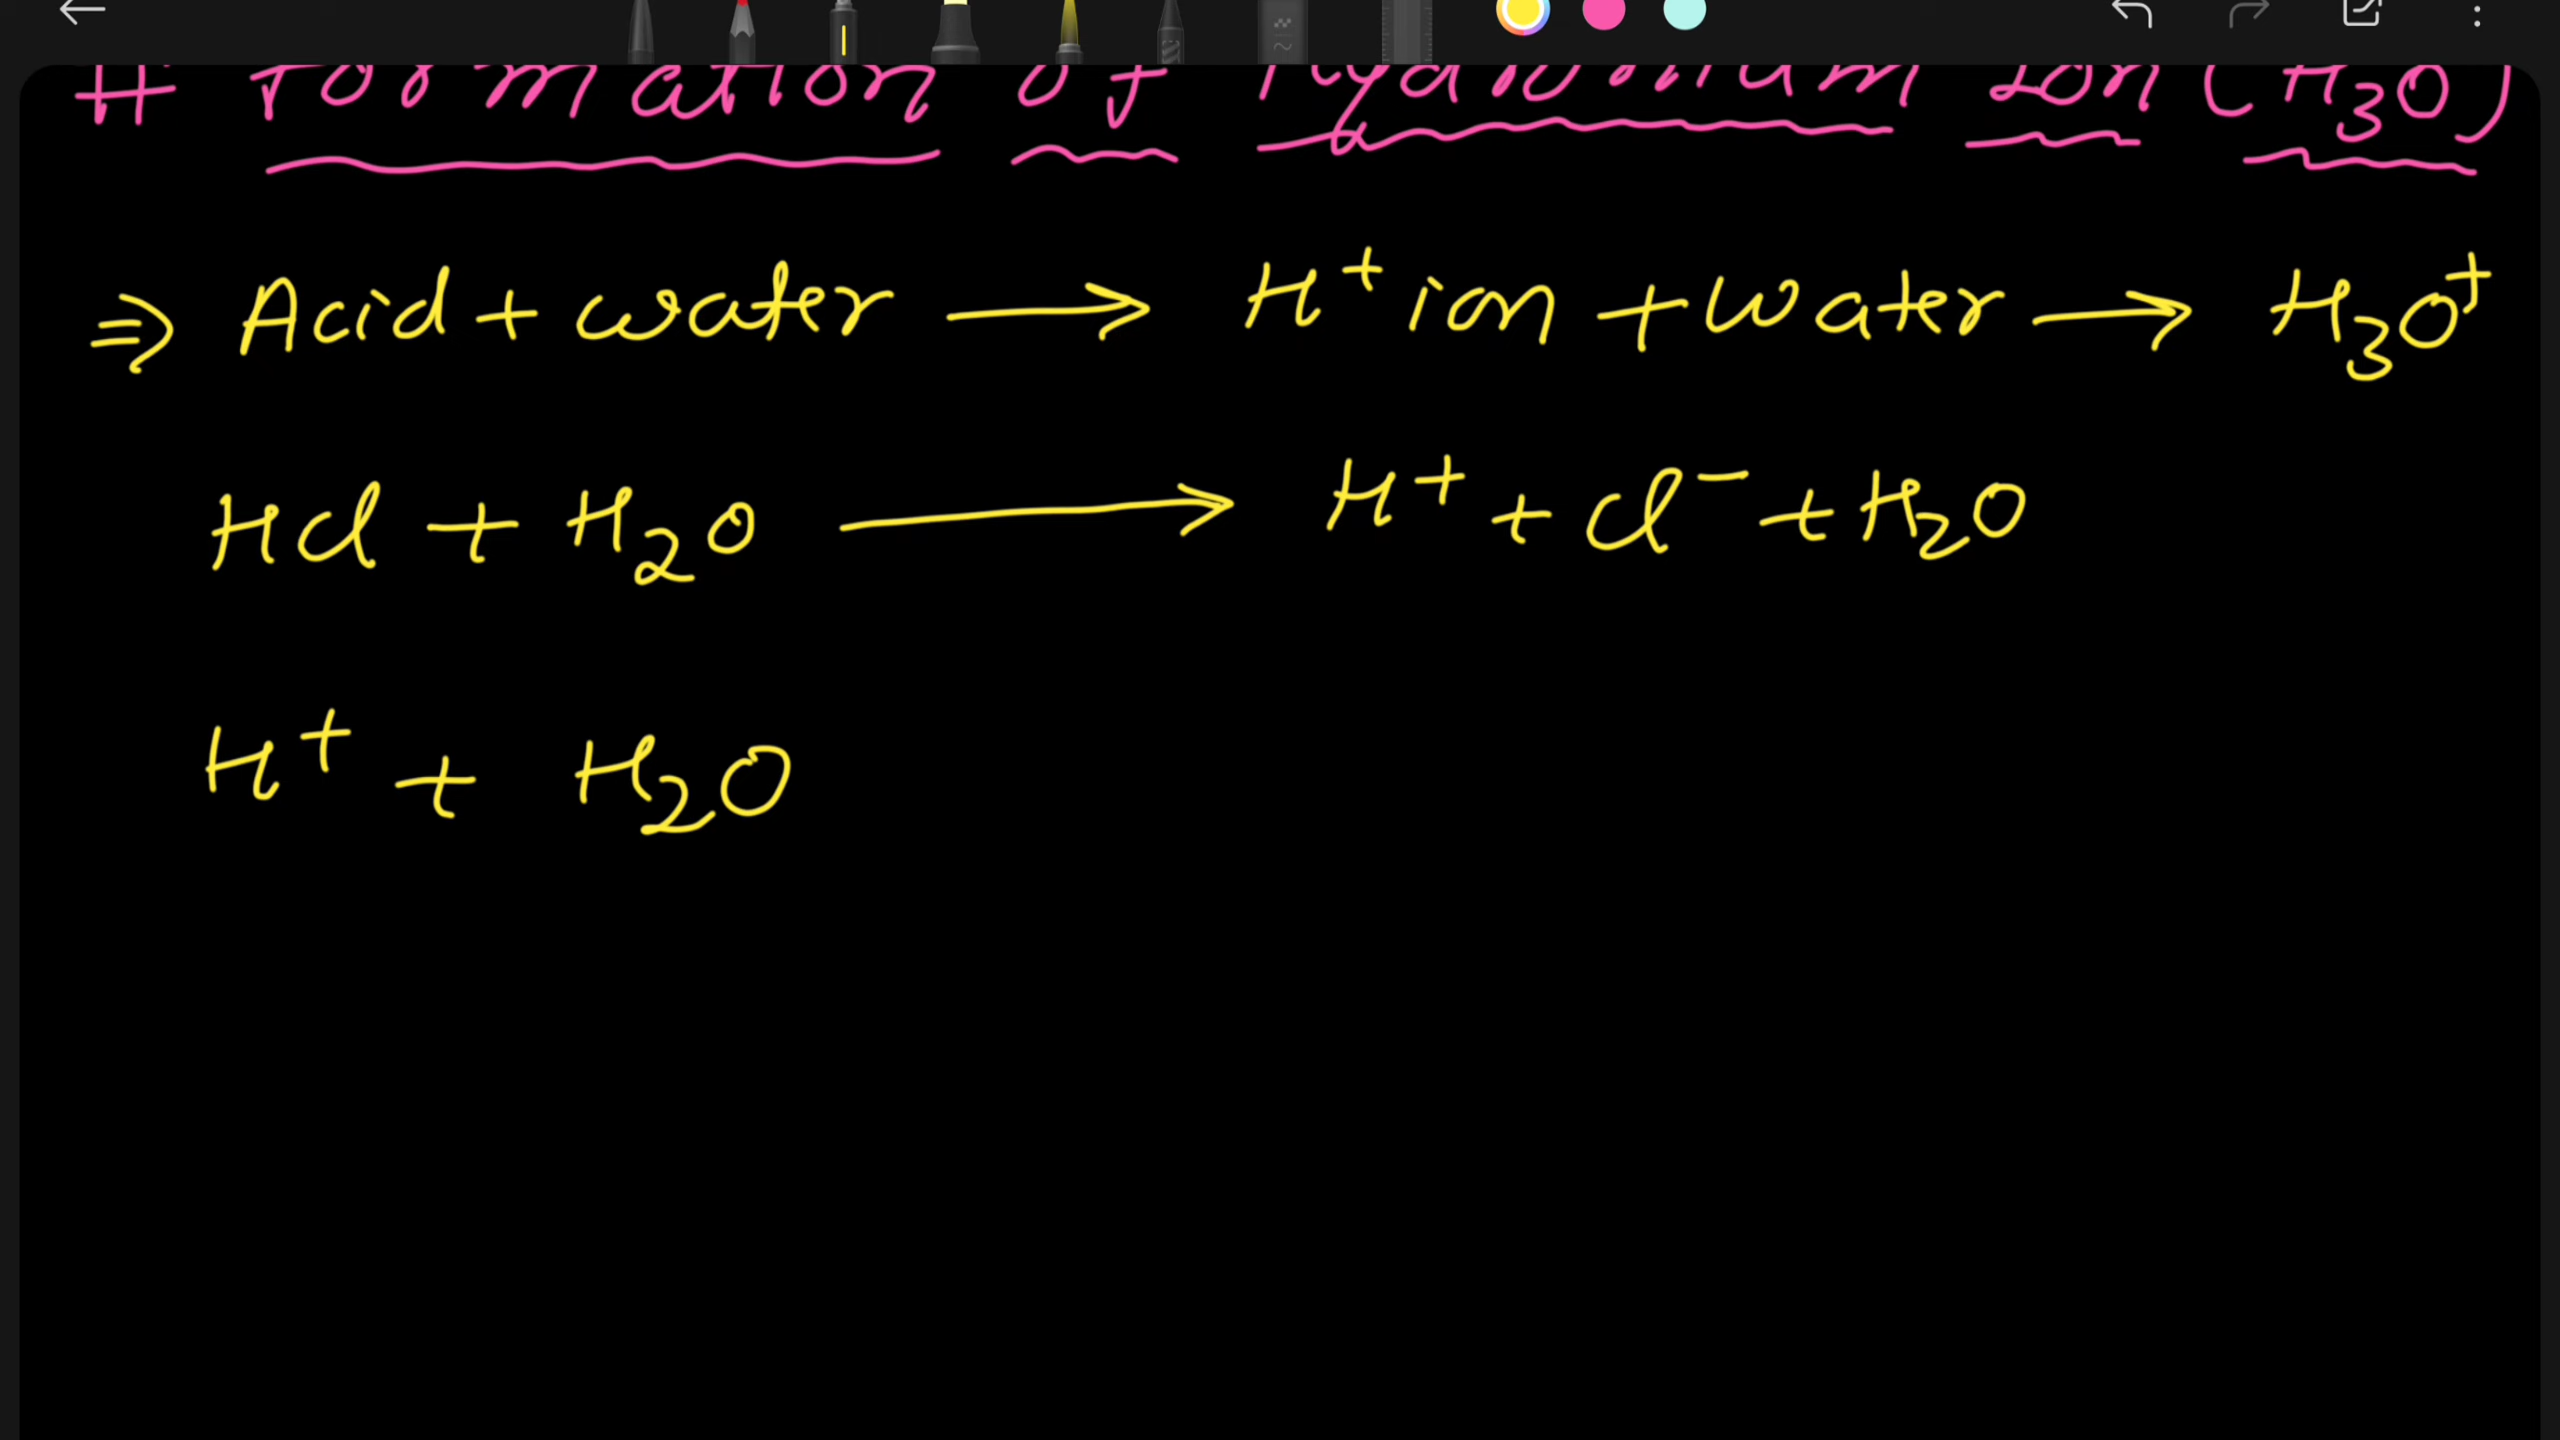 # Formation of Hydronium Ion (H₃O)
⇒ Acid + water ⟶ H⁺ ion + Water ⟶ H₃O⁺
HCl + H₂O ⟶ H⁺ + Cl⁻ + H₂O
H⁺ + H₂O